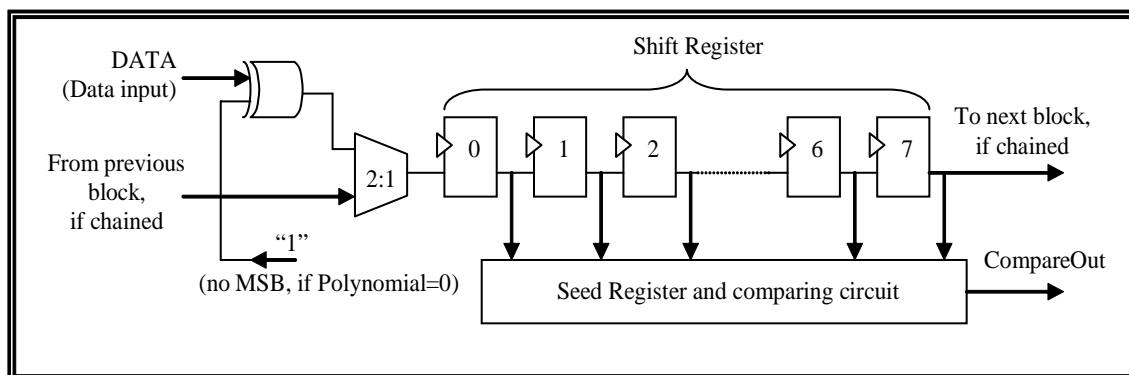 Shift Register
DATA
(Data input)
To next block,
if chained
0
1
2
6
7
2:1
From previous
block,
if chained
“1”
(no MSB, if Polynomial=0)
CompareOut
Seed Register and comparing circuit